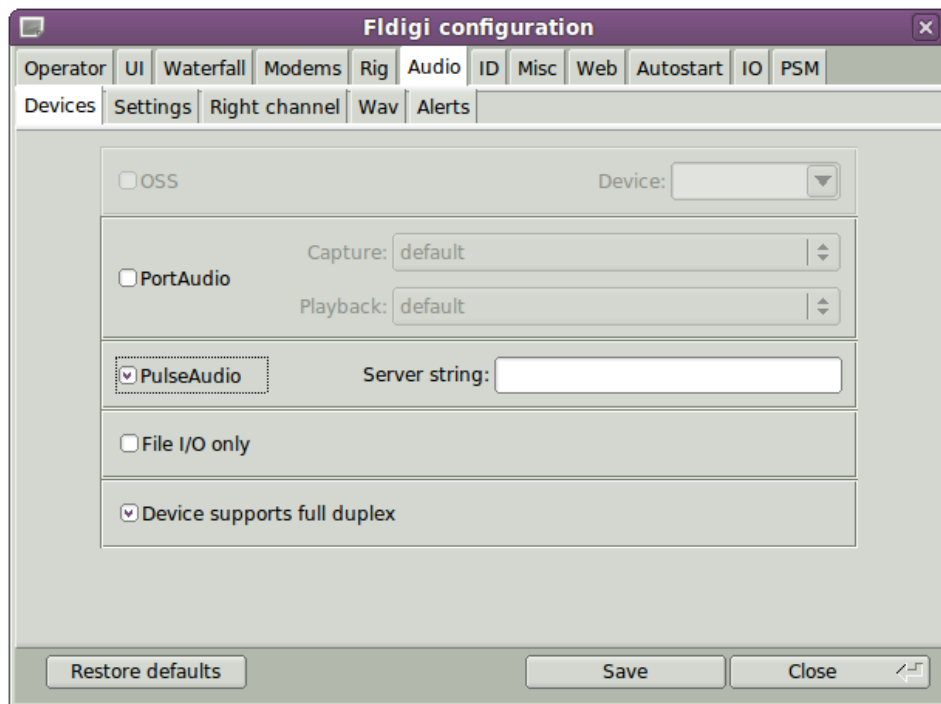 Fldigi configuration
Operator UI Waterfall Modems Rig Audio ID Misc Web Autostart IO PSM
Devices Settings Right channel Wav Alerts
OSS Device:
Capture: default
PortAudio
Playback: default
PulseAudio Server string:
File I/O only
Device supports full duplex
Restore defaults Save Close